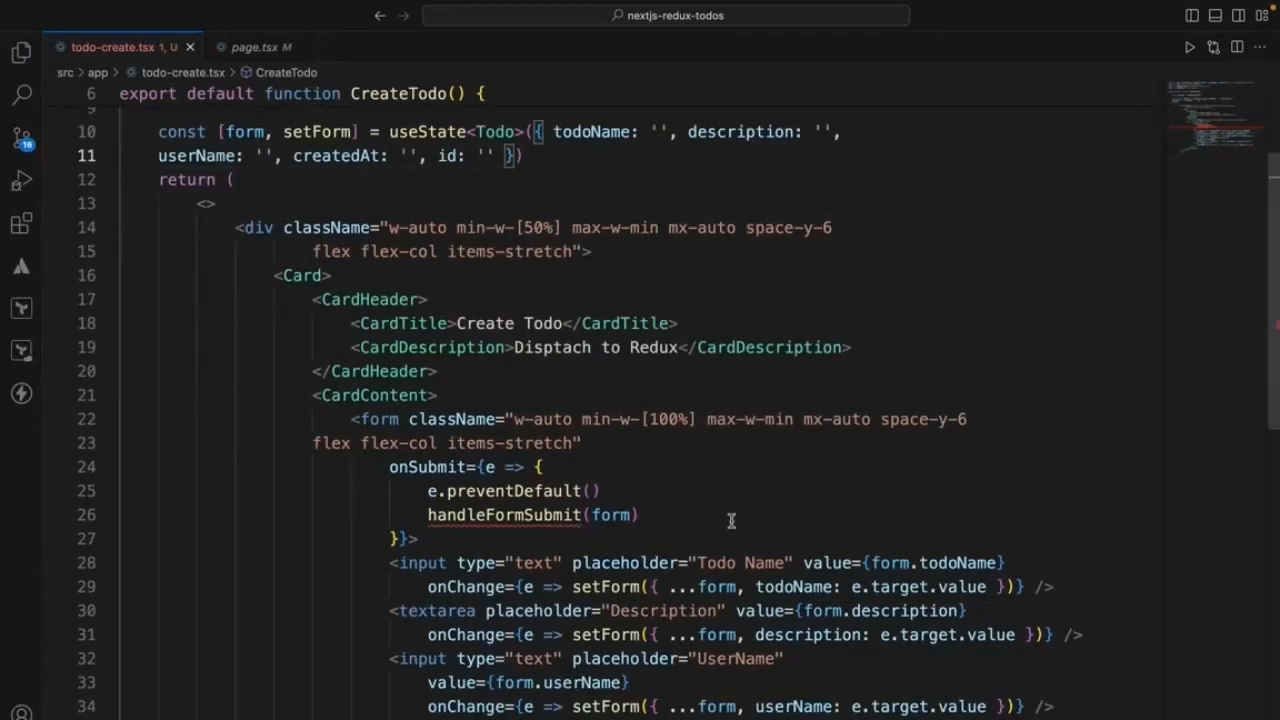 nextjs-redux-todos
todo-create.tsx 1, U
page.tsx M
src > app > todo-create.tsx > CreateTodo
6 export default function CreateTodo() {
9
10 const [form, setForm] = useState<Todo>({ todoName: '', description: '',
11 userName: '', createdAt: '', id: '' })
12 return (
13 <>
14 <div className="w-auto min-w-[50%] max-w-min mx-auto space-y-6
15 flex flex-col items-stretch">
16 <Card>
17 <CardHeader>
18 <CardTitle>Create Todo</CardTitle>
19 <CardDescription>Disptach to Redux</CardDescription>
20 </CardHeader>
21 <CardContent>
22 <form className="w-auto min-w-[100%] max-w-min mx-auto space-y-6
23 flex flex-col items-stretch"
24 onSubmit={e => {
25 e.preventDefault()
26 handleFormSubmit(form)
27 }}>
28 <input type="text" placeholder="Todo Name" value={form.todoName}
29 onChange={e => setForm({ ...form, todoName: e.target.value })} />
30 <textarea placeholder="Description" value={form.description}
31 onChange={e => setForm({ ...form, description: e.target.value })} />
32 <input type="text" placeholder="UserName"
33 value={form.userName}
34 onChange={e => setForm({ ...form, userName: e.target.value })} />
16